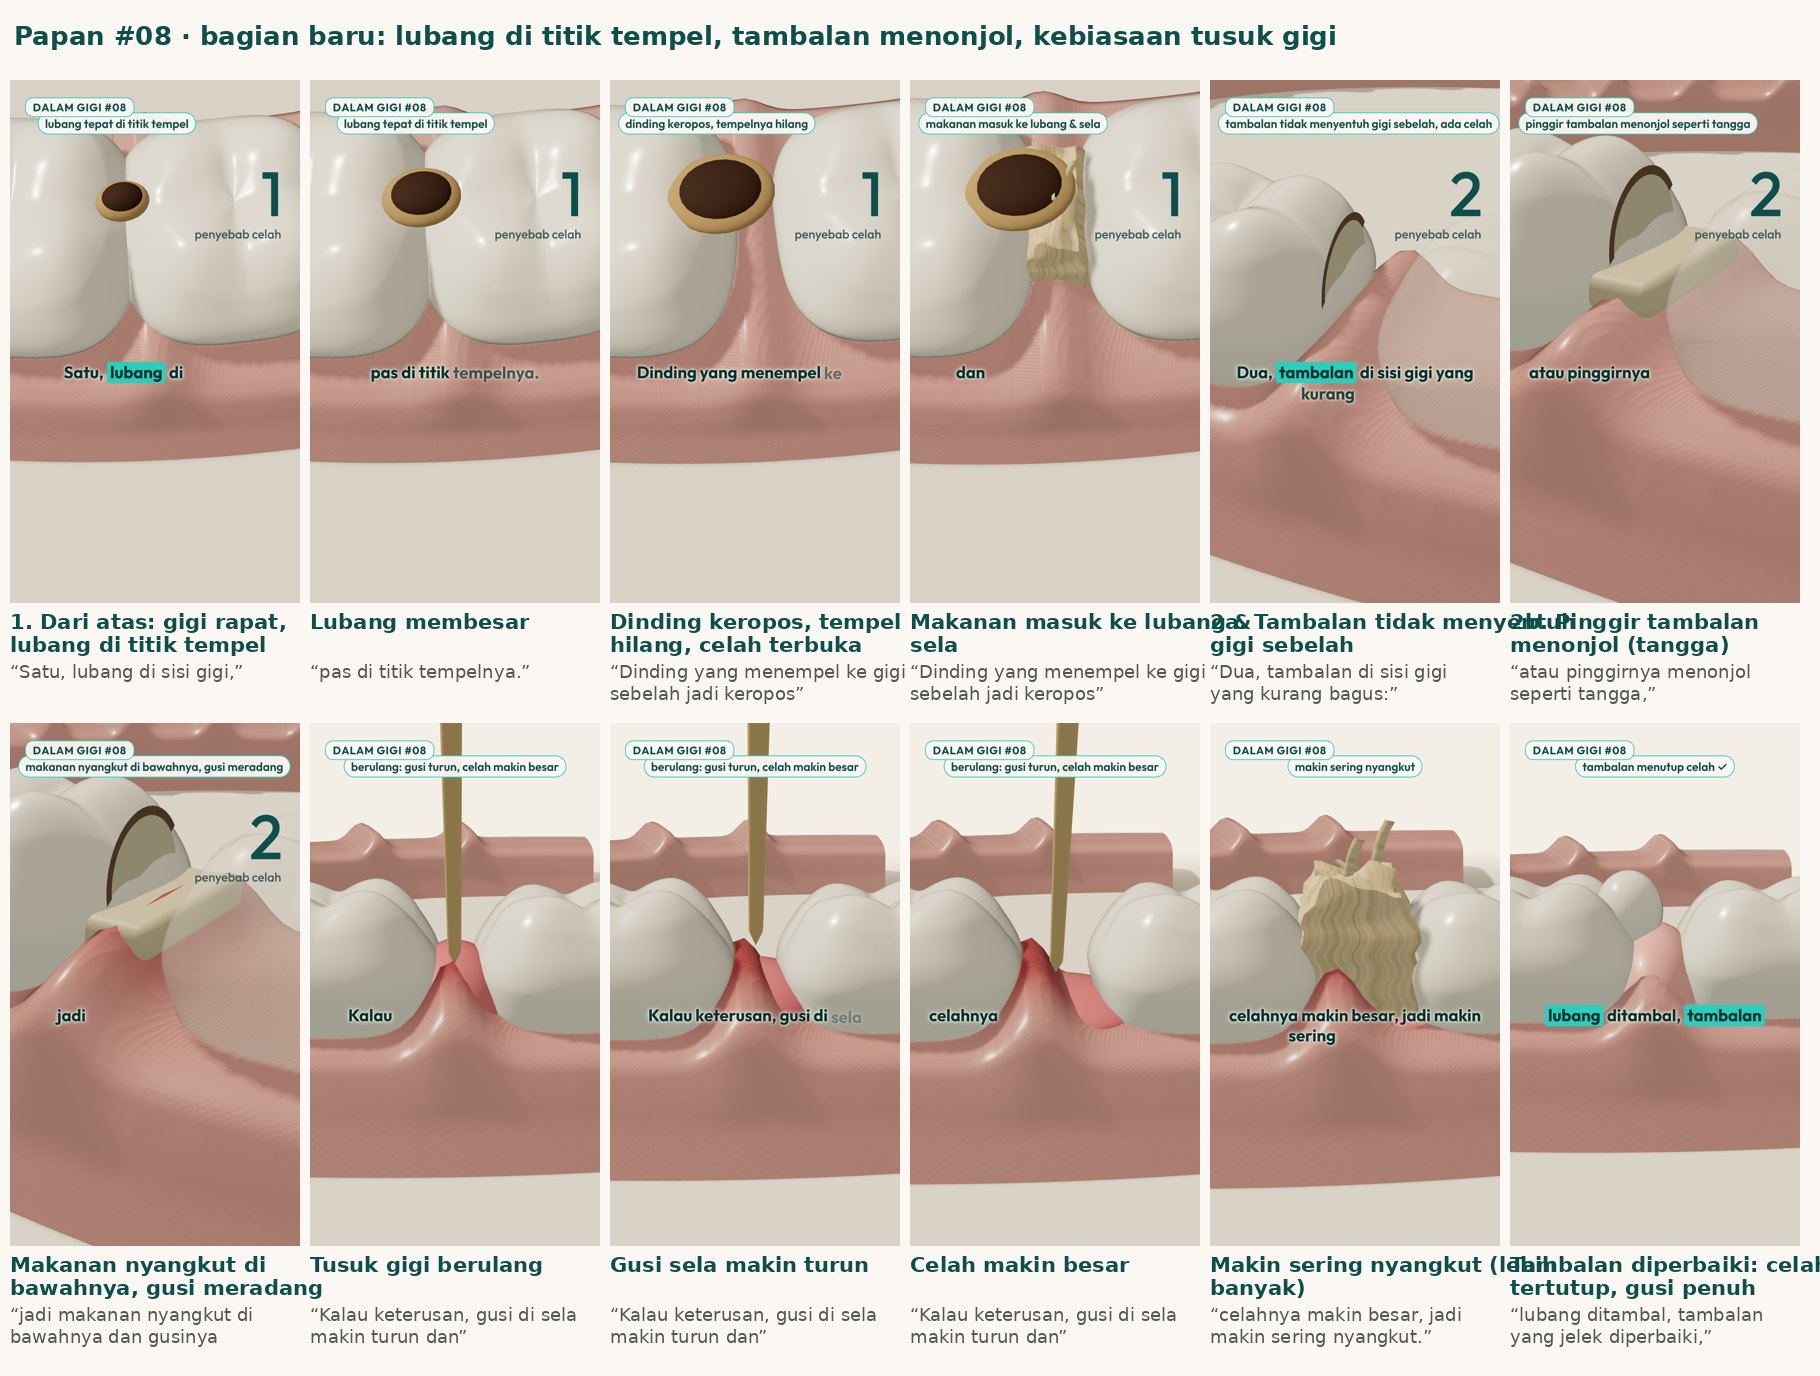 Papan #08 · bagian baru: lubang di titik tempel, tambalan menonjol, kebiasaan tusuk gigi
DALAM GIGI #08
lubang tepat di titik tempel
1
penyebab celah
Satu, lubang di
1. Dari atas: gigi rapat,
lubang di titik tempel
“Satu, lubang di sisi gigi,”
DALAM GIGI #08
lubang tepat di titik tempel
1
penyebab celah
pas di titik tempelnya.
Lubang membesar
“pas di titik tempelnya.”
DALAM GIGI #08
dinding keropos, tempelnya hilang
1
penyebab celah
Dinding yang menempel ke
Dinding keropos, tempel
hilang, celah terbuka
“Dinding yang menempel ke gigi
sebelah jadi keropos”
DALAM GIGI #08
makanan masuk ke lubang & sela
1
penyebab celah
dan
Makanan masuk ke lubang &
sela
“Dinding yang menempel ke gigi
sebelah jadi keropos”
DALAM GIGI #08
tambalan tidak menyentuh gigi sebelah, ada celah
2
penyebab celah
Dua, tambalan di sisi gigi yang
kurang
2a. Tambalan tidak menyentuh
gigi sebelah
“Dua, tambalan di sisi gigi
yang kurang bagus:”
DALAM GIGI #08
pinggir tambalan menonjol seperti tangga
2
penyebab celah
atau pinggirnya
2b. Pinggir tambalan
menonjol (tangga)
“atau pinggirnya menonjol
seperti tangga,”
DALAM GIGI #08
makanan nyangkut di bawahnya, gusi meradang
2
penyebab celah
jadi
Makanan nyangkut di
bawahnya, gusi meradang
“jadi makanan nyangkut di
bawahnya dan gusinya
DALAM GIGI #08
berulang: gusi turun, celah makin besar
Kalau
Tusuk gigi berulang
“Kalau keterusan, gusi di sela
makin turun dan”
DALAM GIGI #08
berulang: gusi turun, celah makin besar
Kalau keterusan, gusi di sela
Gusi sela makin turun
“Kalau keterusan, gusi di sela
makin turun dan”
DALAM GIGI #08
berulang: gusi turun, celah makin besar
celahnya
Celah makin besar
“Kalau keterusan, gusi di sela
makin turun dan”
DALAM GIGI #08
makin sering nyangkut
celahnya makin besar, jadi makin
sering
Makin sering nyangkut (lebih
banyak)
“celahnya makin besar, jadi
makin sering nyangkut.”
DALAM GIGI #08
tambalan menutup celah ✓
lubang ditambal, tambalan
Tambalan diperbaiki: celah
tertutup, gusi penuh
“lubang ditambal, tambalan
yang jelek diperbaiki,”